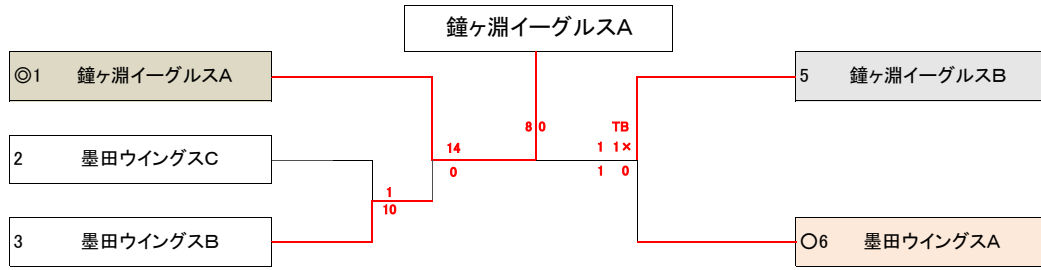 鐘ヶ淵イーグルスA
◎1 鐘ヶ淵イーグルスA
5 鐘ヶ淵イーグルスB
8 0
TB
14
1 1×
0
1 0
2 墨田ウイングスC
1
10
3 墨田ウイングスB
○6 墨田ウイングスA